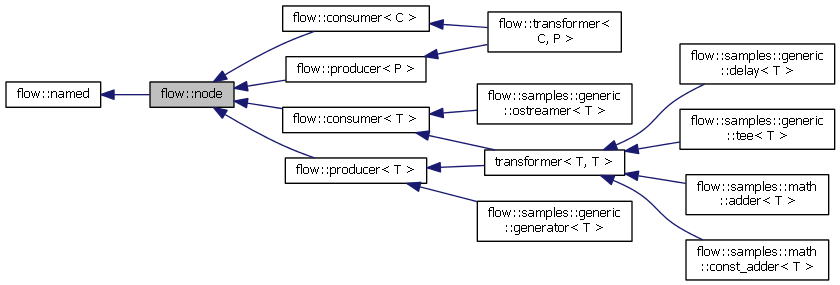 flow::named
flow::node
flow::consumer< C >
flow::producer< P >
flow::consumer< T >
flow::producer< T >
flow::transformer<
C, P >
flow::samples::generic
::ostreamer< T >
transformer< T, T >
flow::samples::generic
::generator< T >
flow::samples::generic
::delay< T >
flow::samples::generic
::tee< T >
flow::samples::math
::adder< T >
flow::samples::math
::const_adder< T >